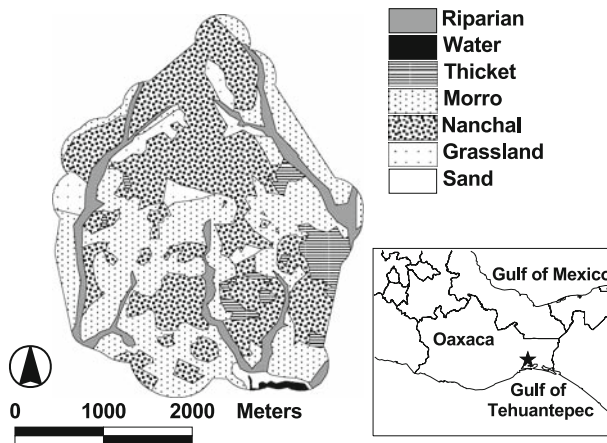 Riparian
Water
Thicket
Morro
Nanchal
Grassland
Sand
Gulf of Mexico
Oaxaca
Gulf of
Tehuantepec
0 1000 2000 Meters